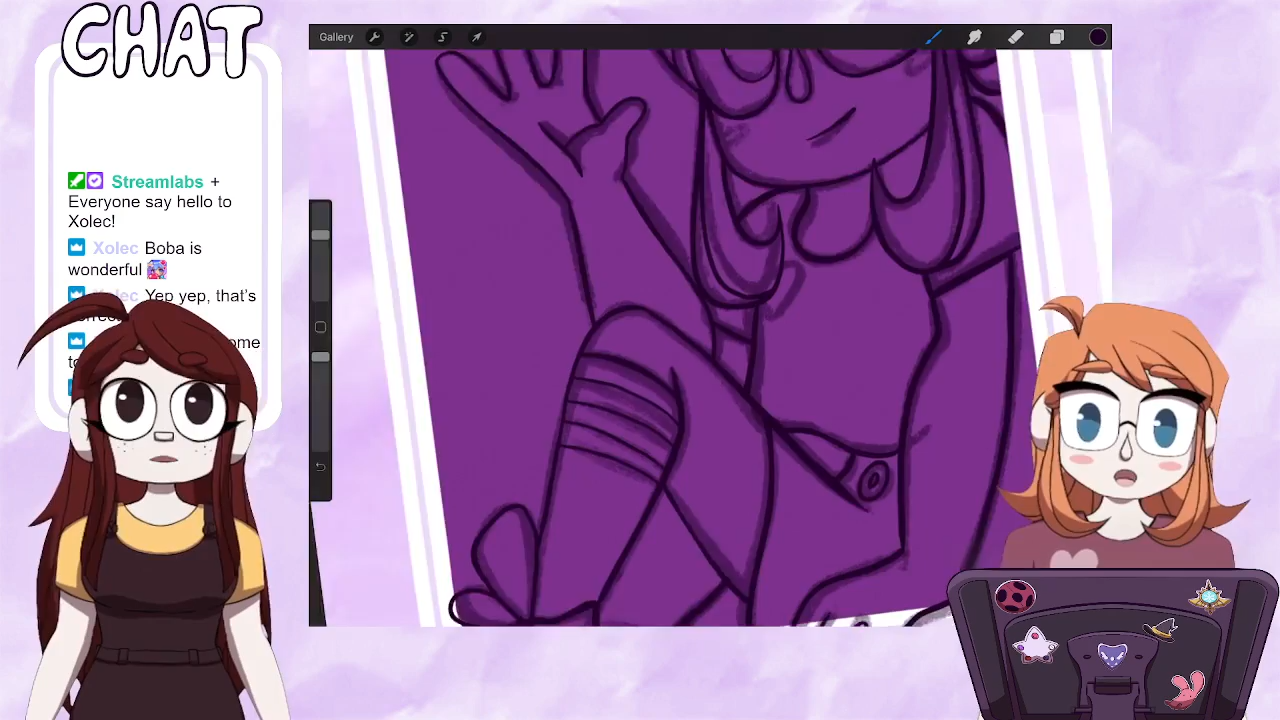 CHAT
Gallery
Streamlabs +
Everyone say hello to
Xolec!
Xolec Boba is
wonderful
Yep yep, that's